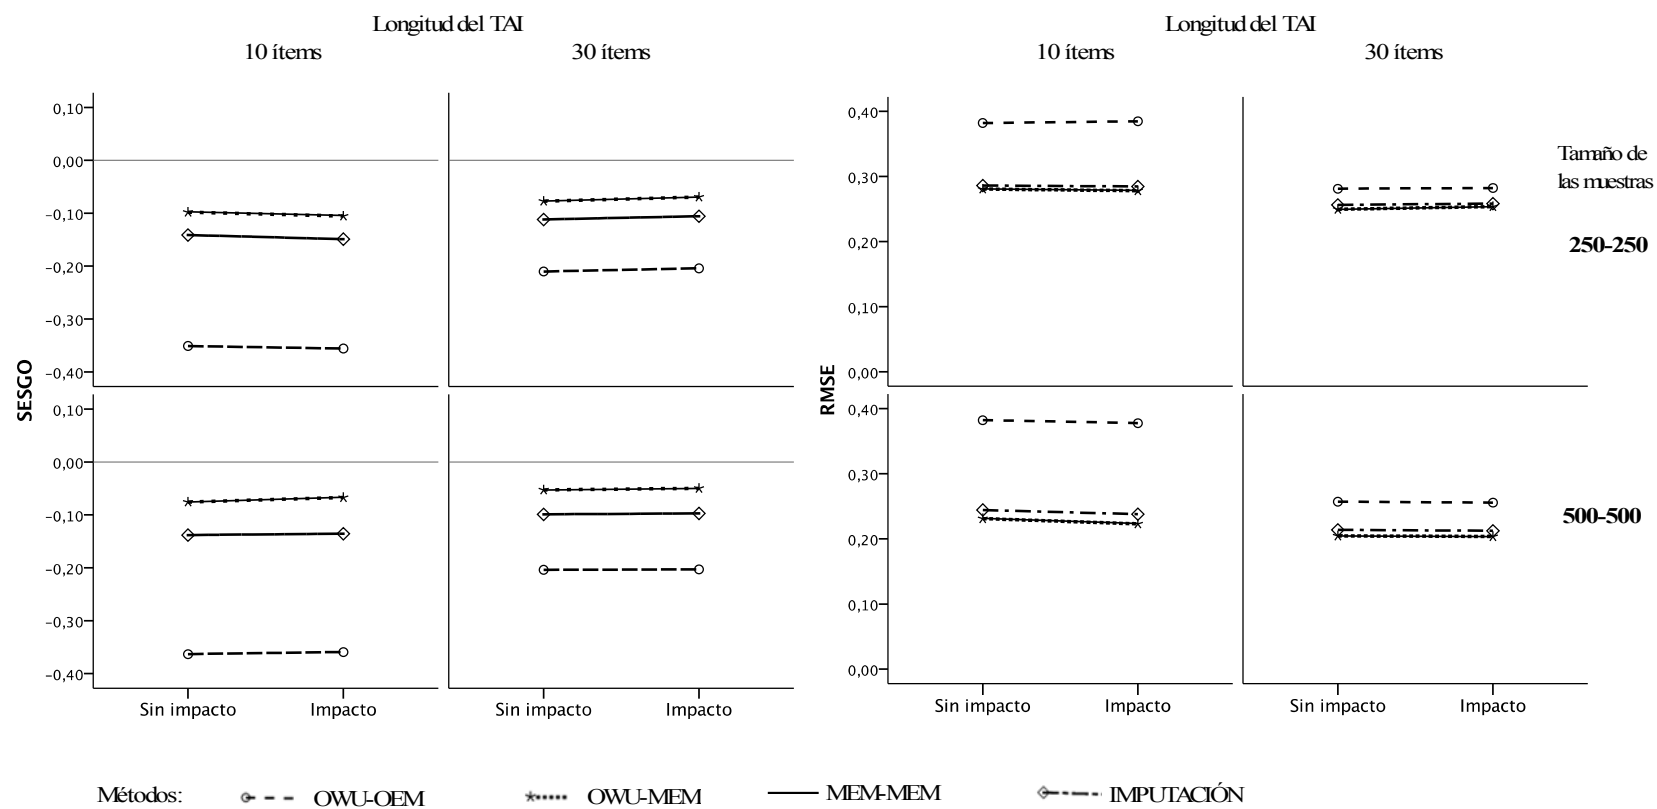 Longitud del TAI
10 ítems 30 ítems
SESGO
0,10
0,00
−0,10
−0,20
−0,30
−0,40
0,10
0,00
−0,10
−0,20
−0,30
−0,40
Sin impacto Impacto Sin impacto Impacto
Longitud del TAI
10 ítems 30 ítems
RMSE
0,40
0,30
0,20
0,10
0,00
0,40
0,30
0,20
0,10
0,00
Sin impacto Impacto Sin impacto Impacto
Tamaño de
las muestras
250-250
500-500
Métodos: OWU-OEM OWU-MEM MEM-MEM IMPUTACIÓN